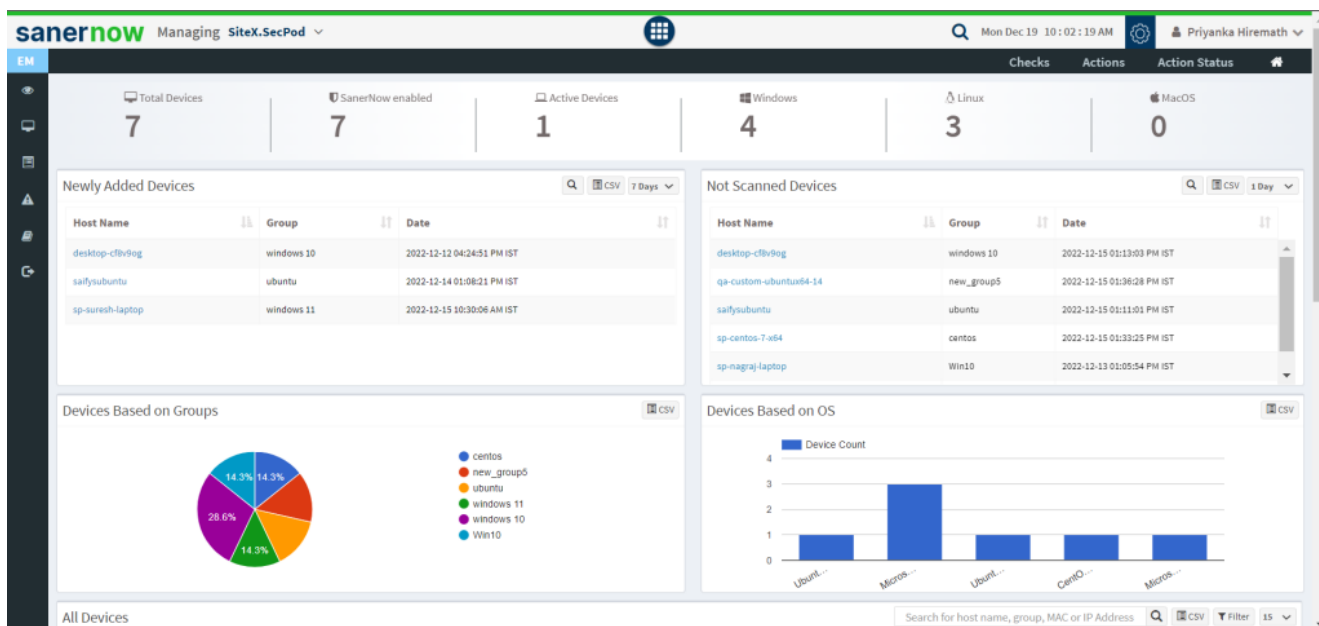 sanernow Managing SiteX.SecPod Mon Dec 19 10:02:19 AM Priyanka Hiremath
EM Checks Actions Action Status
Total Devices SanerNow enabled Active Devices Windows Linux MacOS
7 7 1 4 3 0
Newly Added Devices CSV 7 Days
Host Name Group Date
desktop-cf8v9og windows 10 2022-12-12 04:24:51 PM IST
saifysubuntu ubuntu 2022-12-14 01:08:21 PM IST
sp-suresh-laptop windows 11 2022-12-15 10:30:06 AM IST
Not Scanned Devices CSV 1 Day
Host Name Group Date
desktop-cf8v9og windows 10 2022-12-15 01:13:03 PM IST
qa-custom-ubuntux64-14 new_group5 2022-12-15 01:36:28 PM IST
saifysubuntu ubuntu 2022-12-15 01:11:01 PM IST
sp-centos-7-x64 centos 2022-12-15 01:33:25 PM IST
sp-nagraj-laptop Win10 2022-12-13 01:05:54 PM IST
Devices Based on Groups CSV
14.3% 14.3%
28.6%
14.3%
centos
new_group5
ubuntu
windows 11
windows 10
Win10
Devices Based on OS CSV
Device Count
4
3
2
1
0
Ubunt... Micros... Ubunt... CentO... Micros...
All Devices Search for host name, group, MAC or IP Address CSV Filter 15